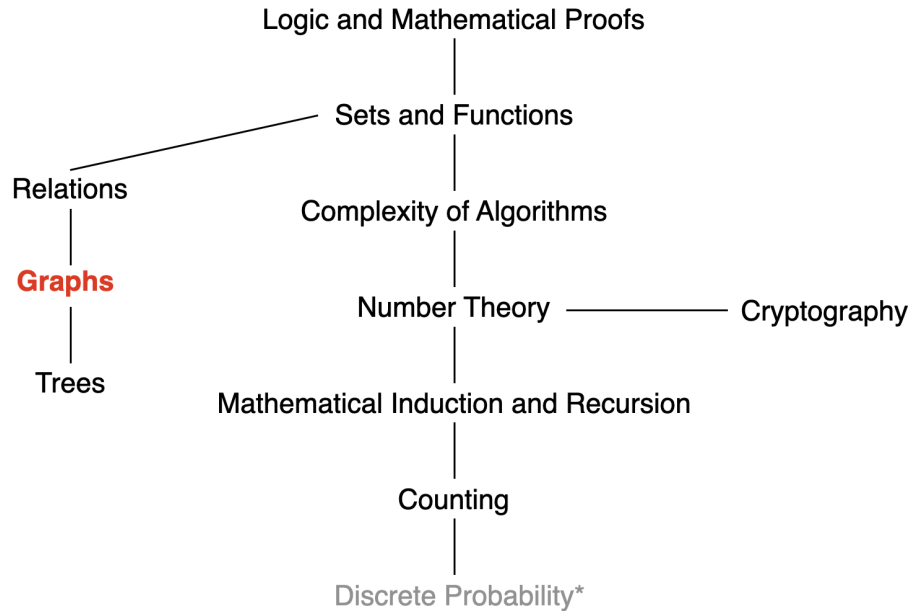 Logic and Mathematical Proofs
Sets and Functions
Relations
Complexity of Algorithms
Graphs
Number Theory
Cryptography
Trees
Mathematical Induction and Recursion
Counting
Discrete Probability*